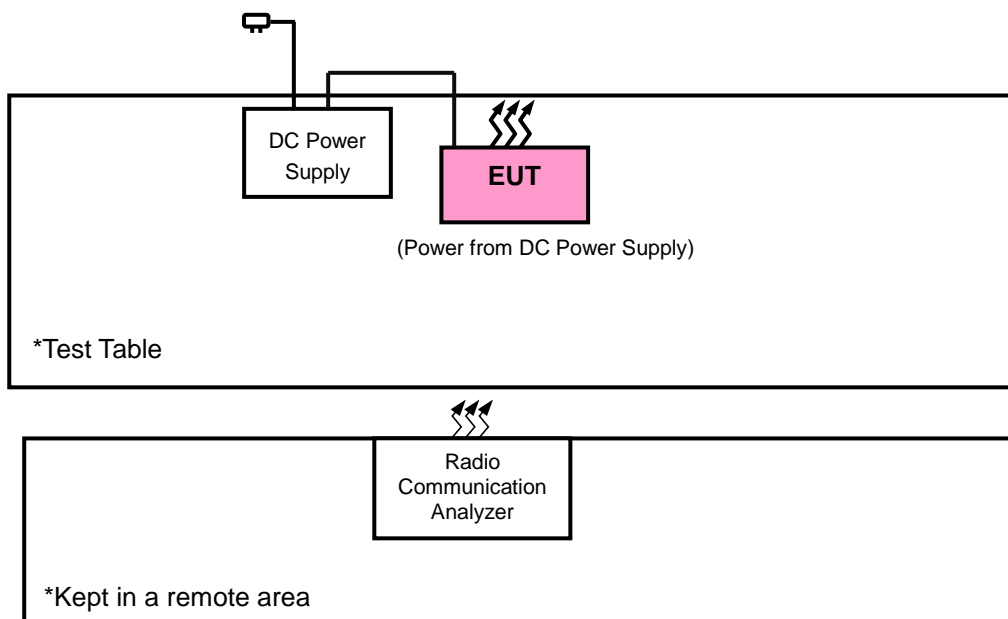 DC Power
Supply
EUT
(Power from DC Power Supply)
*Test Table
Radio
Communication
Analyzer
*Kept in a remote area